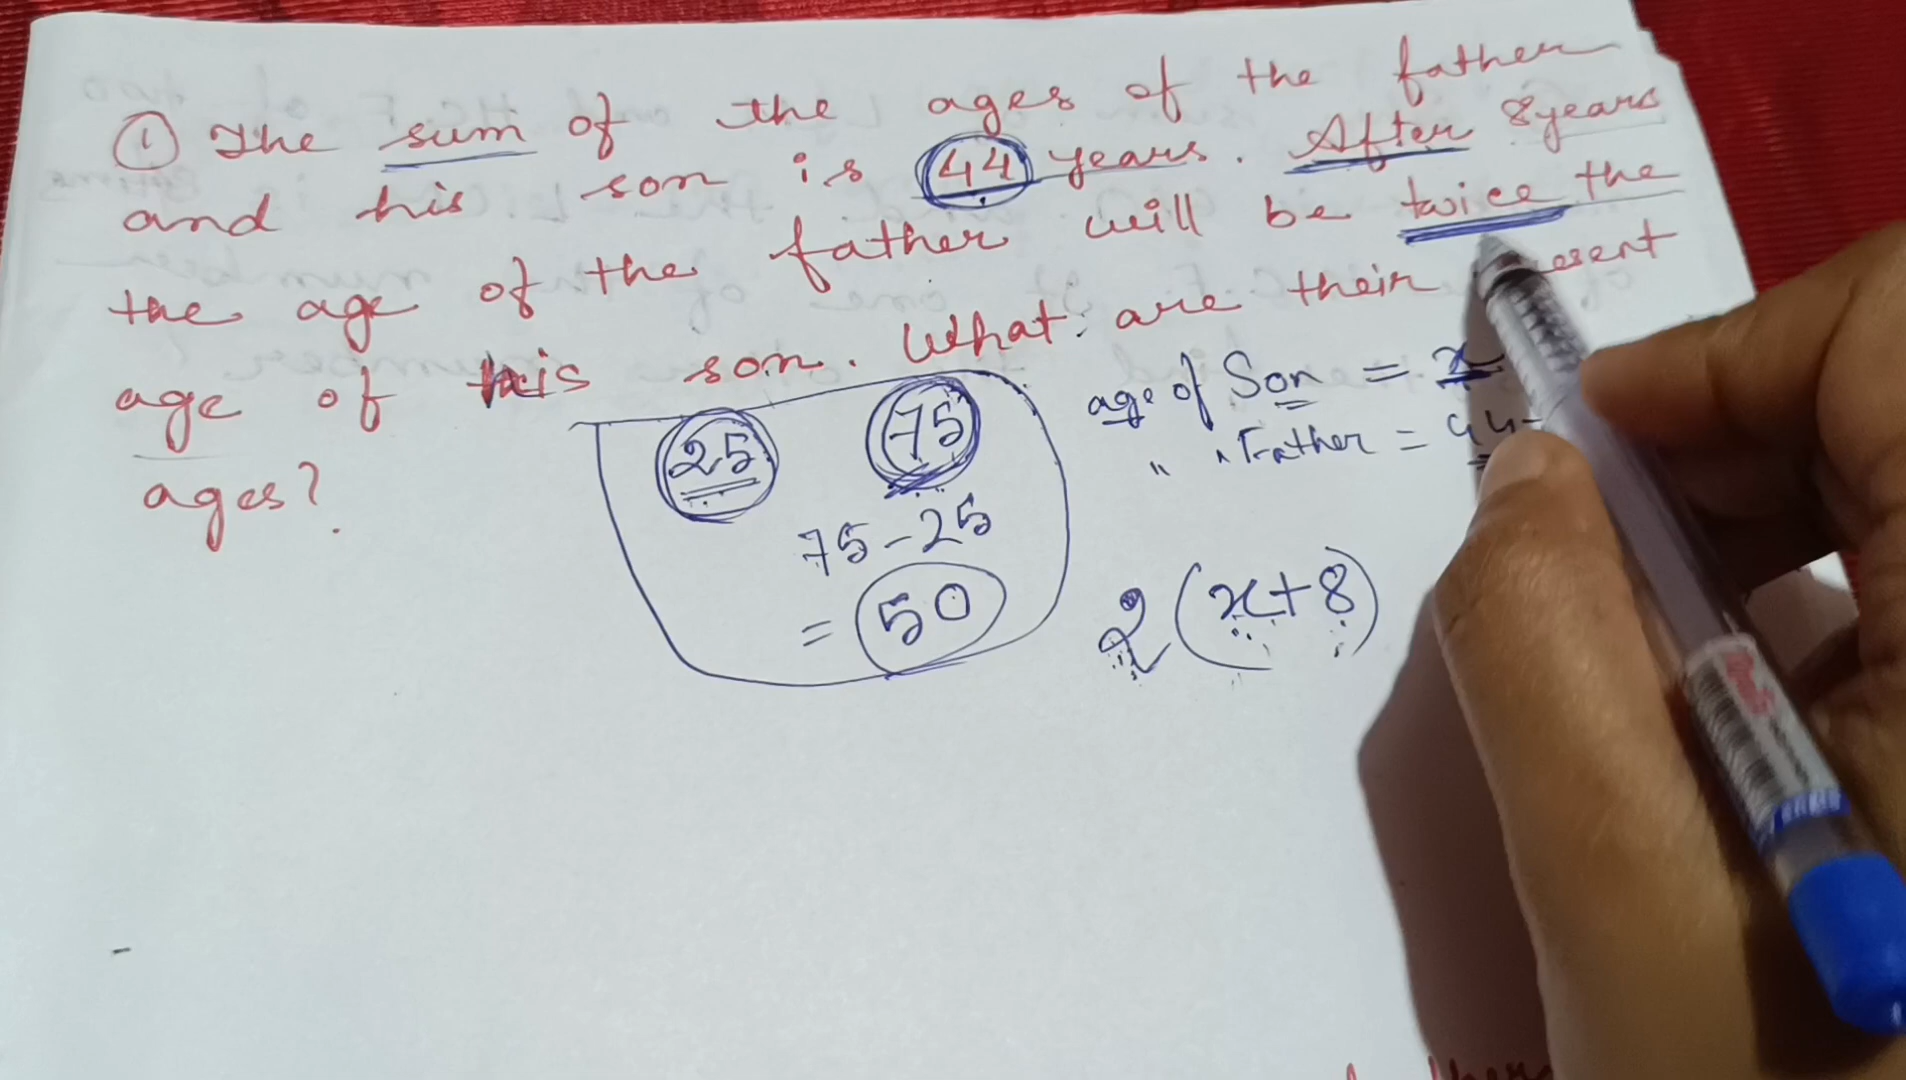 ① The sum of the ages of the father
and his son is 44 years. After 8 years
the age of the father will be twice the
age of his son. What are their
ages?
25 75
75-25
= 50
age of Son = x
" " Father = 44-
2(x+8)